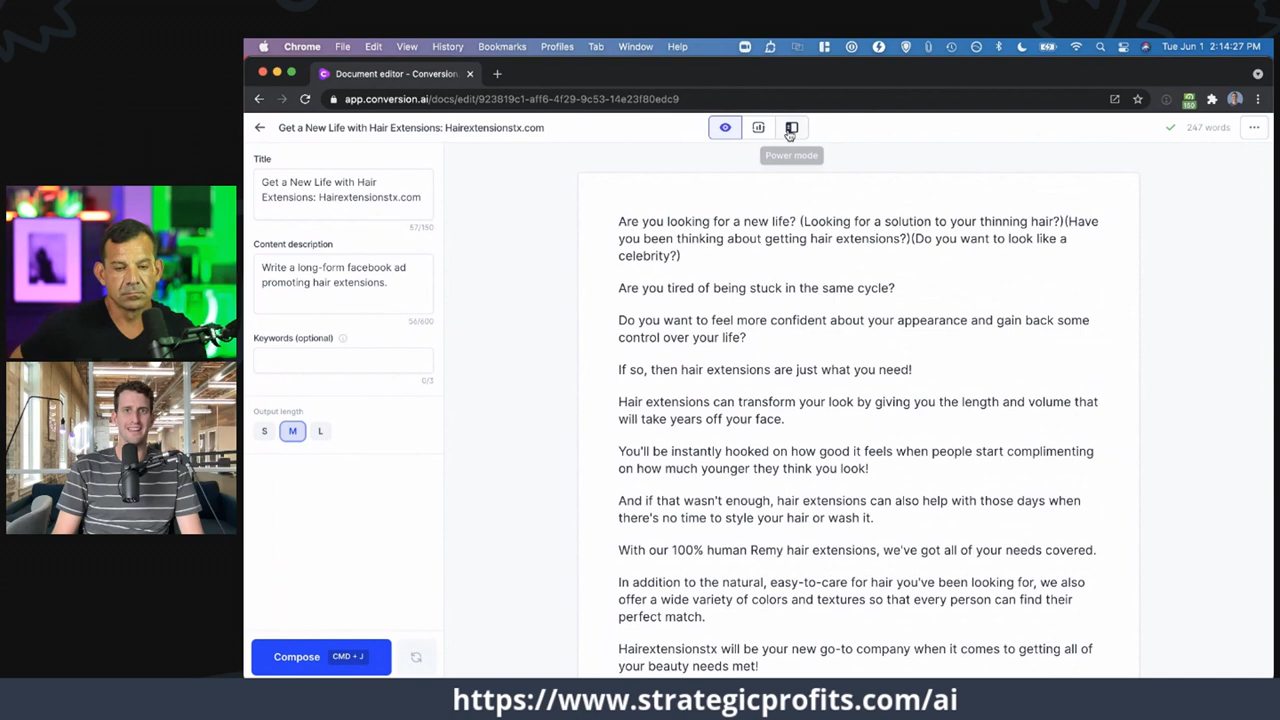 Chrome File Edit View History Bookmarks Profiles Tab Window Help Tue Jun 1 2:14:27 PM
Document editor - Conversion.
app.conversion.ai/docs/edit/923819c1-aff6-4f29-9c53-14e23f80edc9
150
Get a New Life with Hair Extensions: Hairextensionstx.com
247 words
Power mode
Title
Get a New Life with Hair
Extensions: Hairextensionstx.com
57/150
Content description
Write a long-form facebook ad
promoting hair extensions.
56/600
Keywords (optional)
0/3
Output length
S M L
Compose CMD + J
Are you looking for a new life? (Looking for a solution to your thinning hair?)(Have
you been thinking about getting hair extensions?)(Do you want to look like a
celebrity?)
Are you tired of being stuck in the same cycle?
Do you want to feel more confident about your appearance and gain back some
control over your life?
If so, then hair extensions are just what you need!
Hair extensions can transform your look by giving you the length and volume that
will take years off your face.
You'll be instantly hooked on how good it feels when people start complimenting
on how much younger they think you look!
And if that wasn't enough, hair extensions can also help with those days when
there's no time to style your hair or wash it.
With our 100% human Remy hair extensions, we've got all of your needs covered.
In addition to the natural, easy-to-care for hair you've been looking for, we also
offer a wide variety of colors and textures so that every person can find their
perfect match.
Hairextensionstx will be your new go-to company when it comes to getting all of
your beauty needs met!
https://www.strategicprofits.com/ai